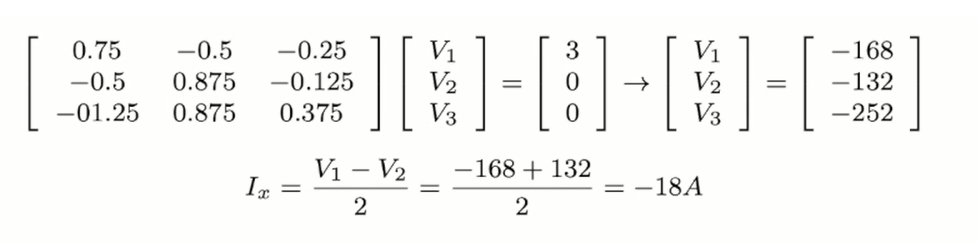 [ 0.75 −0.5 −0.25 ] [ V₁ ] = [ 3 ] → [ V₁ ] = [ −168 ]
[ −0.5 0.875 −0.125 ] [ V₂ ] [ 0 ] [ V₂ ] [ −132 ]
[ −01.25 0.875 0.375 ] [ V₃ ] [ 0 ] [ V₃ ] [ −252 ]
Iₓ = (V₁ − V₂)/2 = (−168 + 132)/2 = −18A